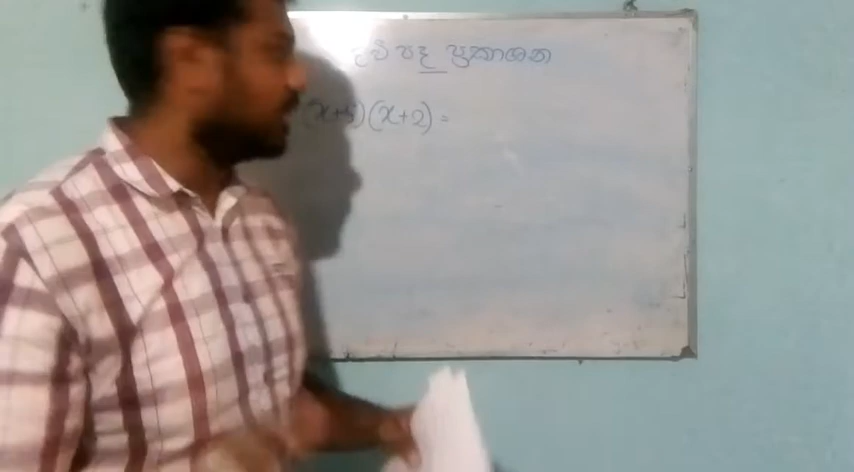 ද්වි පද ප්‍රකාශන
(x+5)(x+2) =